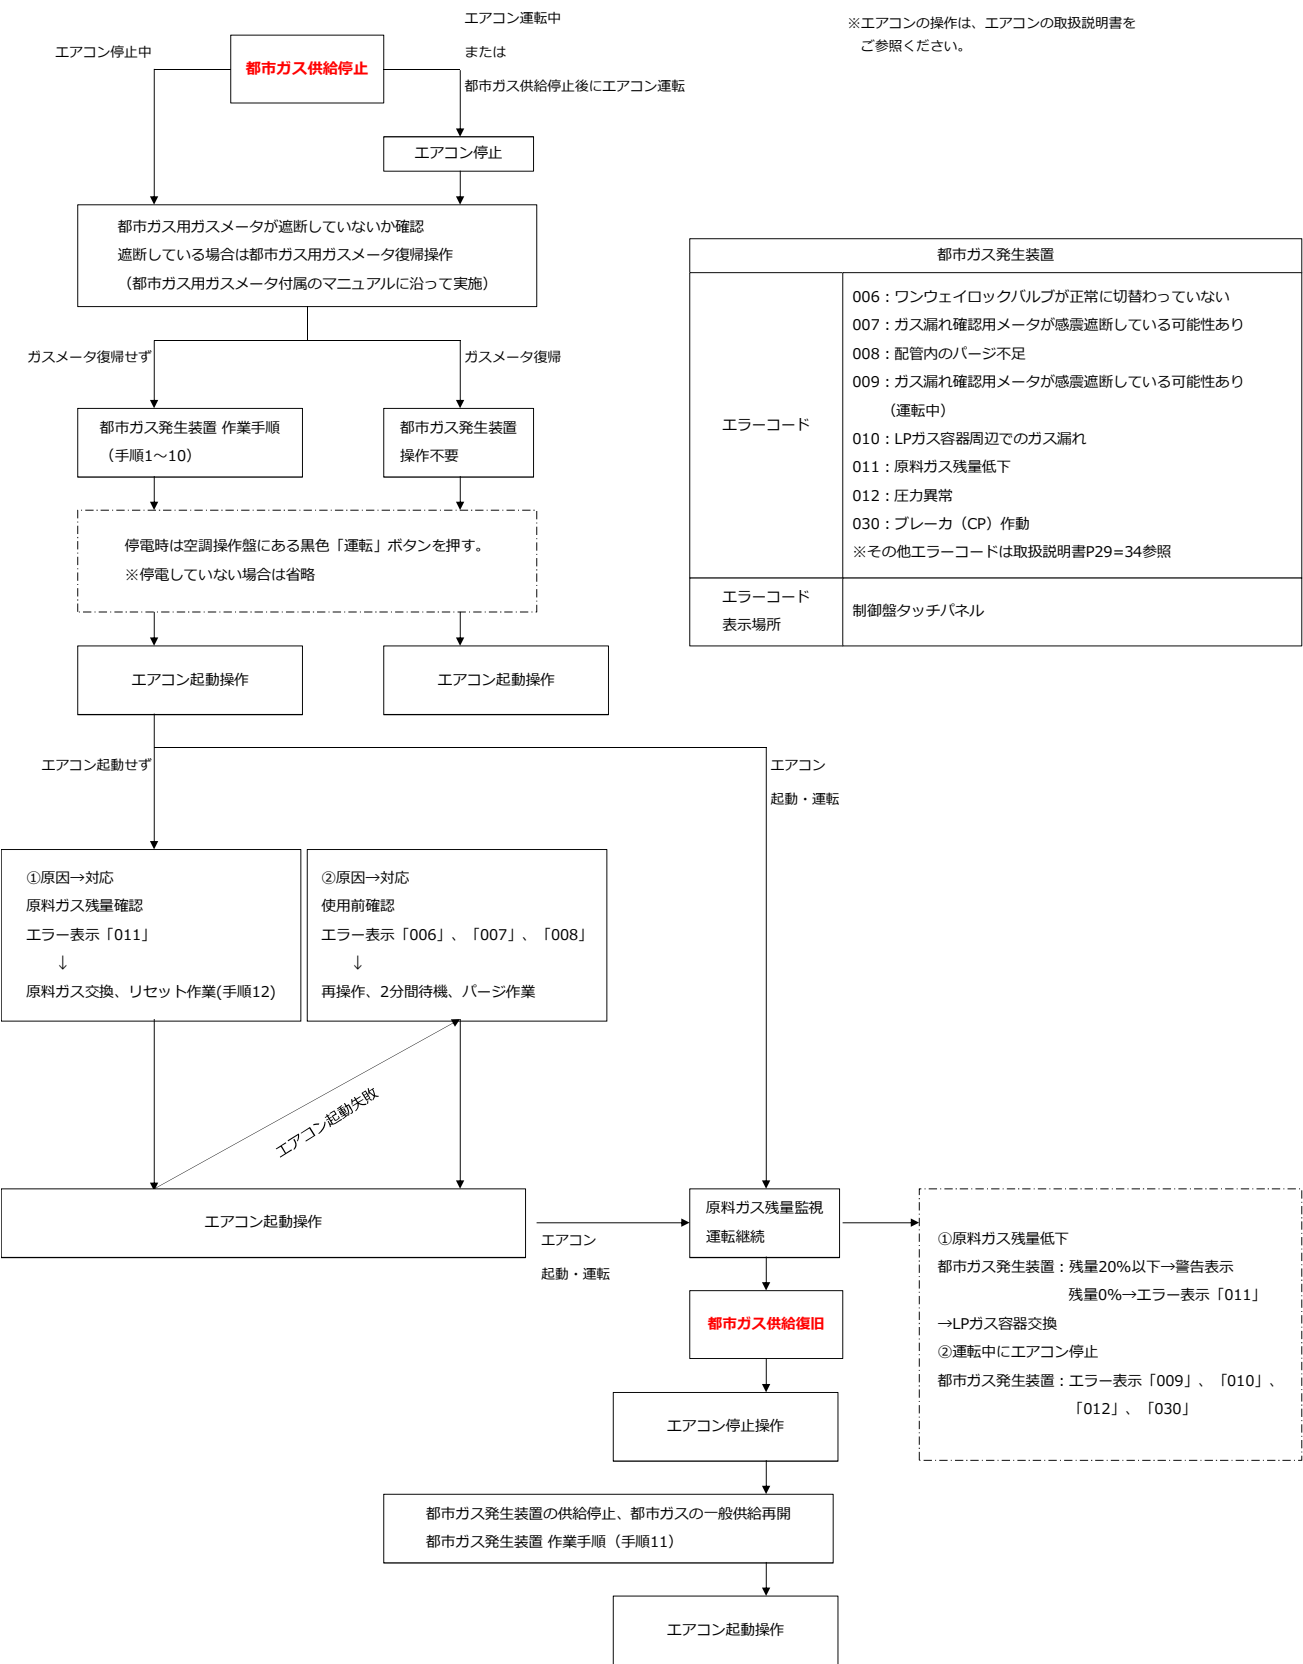 エアコン運転中
または
都市ガス供給停止後にエアコン運転
※エアコンの操作は、エアコンの取扱説明書を
ご参照ください。
エアコン停止中
都市ガス供給停止
エアコン停止
都市ガス用ガスメータが遮断していないか確認
遮断している場合は都市ガス用ガスメータ復帰操作
（都市ガス用ガスメータ付属のマニュアルに沿って実施）
ガスメータ復帰せず
ガスメータ復帰
都市ガス発生装置 作業手順
（手順1～10）
都市ガス発生装置
操作不要
停電時は空調操作盤にある黒色「運転」ボタンを押す。
※停電していない場合は省略
エアコン起動操作
エアコン起動操作
都市ガス発生装置
エラーコード
006：ワンウェイロックバルブが正常に切替わっていない
007：ガス漏れ確認用メータが感震遮断している可能性あり
008：配管内のパージ不足
009：ガス漏れ確認用メータが感震遮断している可能性あり
（運転中）
010：LPガス容器周辺でのガス漏れ
011：原料ガス残量低下
012：圧力異常
030：ブレーカ（CP）作動
※その他エラーコードは取扱説明書P29=34参照
エラーコード
表示場所
制御盤タッチパネル
エアコン起動せず
エアコン
起動・運転
①原因→対応
原料ガス残量確認
エラー表示「011」
↓
原料ガス交換、リセット作業(手順12)
②原因→対応
使用前確認
エラー表示「006」、「007」、「008」
↓
再操作、2分間待機、パージ作業
エアコン起動失敗
エアコン起動操作
エアコン
起動・運転
原料ガス残量監視
運転継続
①原料ガス残量低下
都市ガス発生装置：残量20%以下→警告表示
残量0%→エラー表示「011」
→LPガス容器交換
②運転中にエアコン停止
都市ガス発生装置：エラー表示「009」、「010」、
「012」、「030」
都市ガス供給復旧
エアコン停止操作
都市ガス発生装置の供給停止、都市ガスの一般供給再開
都市ガス発生装置 作業手順（手順11）
エアコン起動操作